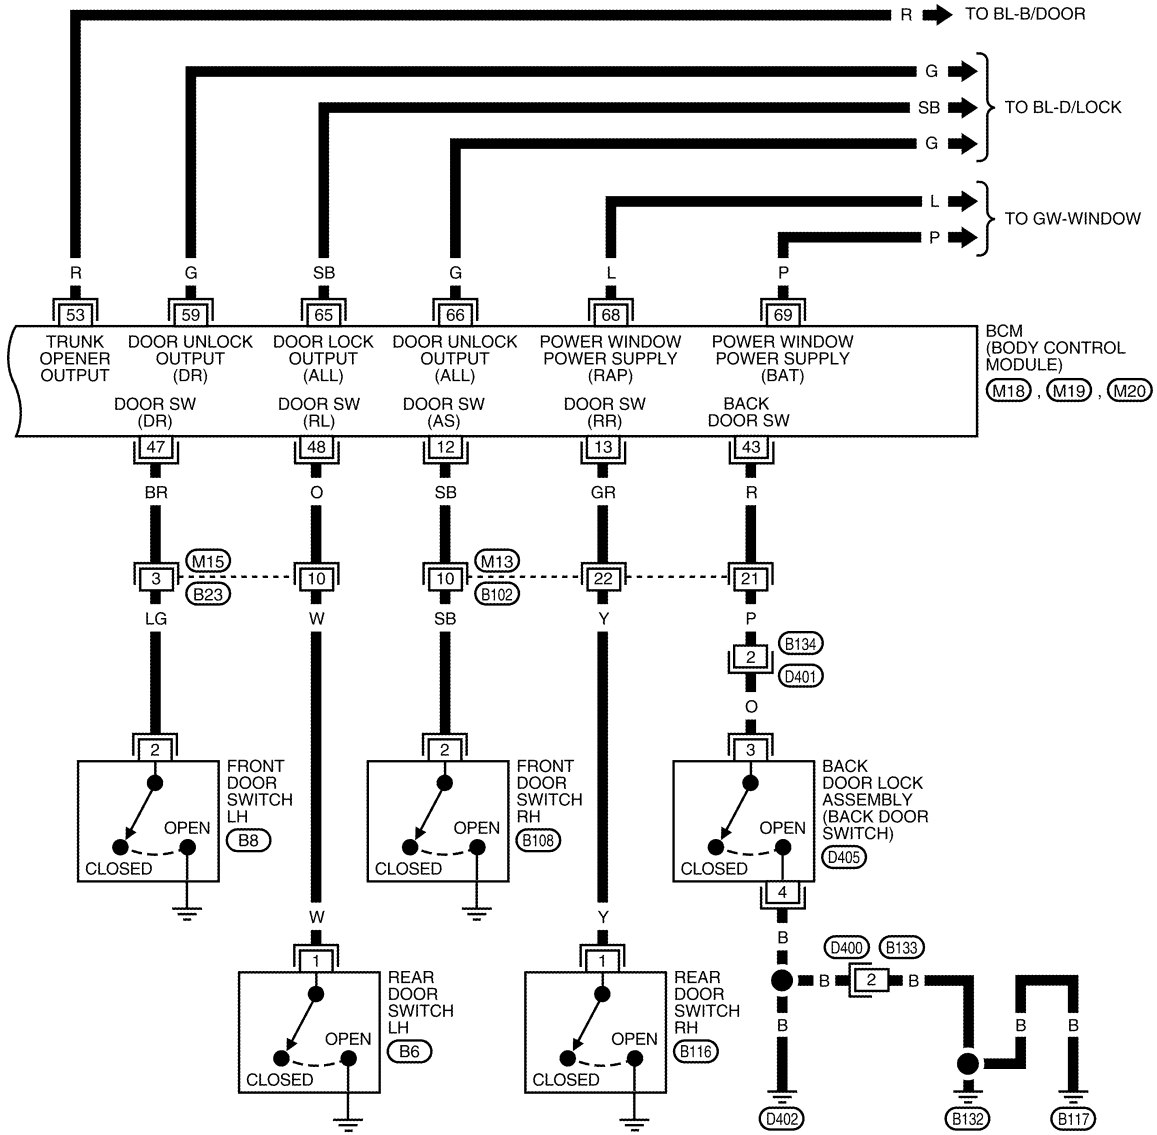 R TO BL-B/DOOR
G
SB TO BL-D/LOCK
G
L
TO GW-WINDOW
P
R G SB G L P
53 59 65 66 68 69
TRUNK OPENER OUTPUT
DOOR UNLOCK OUTPUT (DR)
DOOR LOCK OUTPUT (ALL)
DOOR UNLOCK OUTPUT (ALL)
POWER WINDOW POWER SUPPLY (RAP)
POWER WINDOW POWER SUPPLY (BAT)
BCM
(BODY CONTROL
MODULE)
M18 , M19 , M20
DOOR SW (DR)
DOOR SW (RL)
DOOR SW (AS)
DOOR SW (RR)
BACK DOOR SW
47 48 12 13 43
BR O SB GR R
M15 M13
3 10 10 22 21
B23 B102
LG W SB Y P
B134
2
D401
O
2 2 3
FRONT
DOOR
SWITCH
LH
B8
OPEN
CLOSED
FRONT
DOOR
SWITCH
RH
B108
OPEN
CLOSED
BACK
DOOR LOCK
ASSEMBLY
(BACK DOOR
SWITCH)
D405
OPEN
CLOSED
4
W Y B
D400 B133
1 1
B 2 B
REAR
DOOR
SWITCH
LH
B6
OPEN
CLOSED
REAR
DOOR
SWITCH
RH
B116
OPEN
CLOSED
B B B
D402 B132 B117